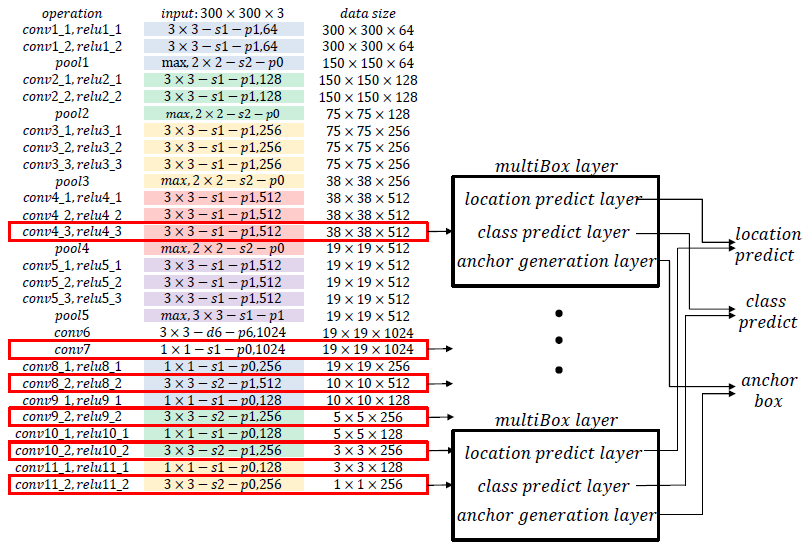 operation input: 300 × 300 × 3 data size
conv1_1, relu1_1 3 × 3 − s1 − p1,64 300 × 300 × 64
conv1_2, relu1_2 3 × 3 − s1 − p1,64 300 × 300 × 64
pool1 max, 2 × 2 − s2 − p0 150 × 150 × 64
conv2_1, relu2_1 3 × 3 − s1 − p1,128 150 × 150 × 128
conv2_2, relu2_2 3 × 3 − s1 − p1,128 150 × 150 × 128
pool2 max, 2 × 2 − s2 − p0 75 × 75 × 128
conv3_1, relu3_1 3 × 3 − s1 − p1,256 75 × 75 × 256
conv3_2, relu3_2 3 × 3 − s1 − p1,256 75 × 75 × 256
conv3_3, relu3_3 3 × 3 − s1 − p1,256 75 × 75 × 256
pool3 max, 2 × 2 − s2 − p0 38 × 38 × 256
conv4_1, relu4_1 3 × 3 − s1 − p1,512 38 × 38 × 512
conv4_2, relu4_2 3 × 3 − s1 − p1,512 38 × 38 × 512
conv4_3, relu4_3 3 × 3 − s1 − p1,512 38 × 38 × 512
pool4 max, 2 × 2 − s2 − p0 19 × 19 × 512
conv5_1, relu5_1 3 × 3 − s1 − p1,512 19 × 19 × 512
conv5_2, relu5_2 3 × 3 − s1 − p1,512 19 × 19 × 512
conv5_3, relu5_3 3 × 3 − s1 − p1,512 19 × 19 × 512
pool5 max, 3 × 3 − s1 − p1 19 × 19 × 512
conv6 3 × 3 − d6 − p6,1024 19 × 19 × 1024
conv7 1 × 1 − s1 − p0,1024 19 × 19 × 1024
conv8_1, relu8_1 1 × 1 − s1 − p0,256 19 × 19 × 256
conv8_2, relu8_2 3 × 3 − s2 − p1,512 10 × 10 × 512
conv9_1, relu9_1 1 × 1 − s1 − p0,128 10 × 10 × 128
conv9_2, relu9_2 3 × 3 − s2 − p1,256 5 × 5 × 256
conv10_1, relu10_1 1 × 1 − s1 − p0,128 5 × 5 × 128
conv10_2, relu10_2 3 × 3 − s2 − p1,256 3 × 3 × 256
conv11_1, relu11_1 1 × 1 − s1 − p0,128 3 × 3 × 128
conv11_2, relu11_2 3 × 3 − s2 − p0,256 1 × 1 × 256
multiBox layer
location predict layer
class predict layer
anchor generation layer
multiBox layer
location predict layer
class predict layer
anchor generation layer
location
predict
class
predict
anchor
box